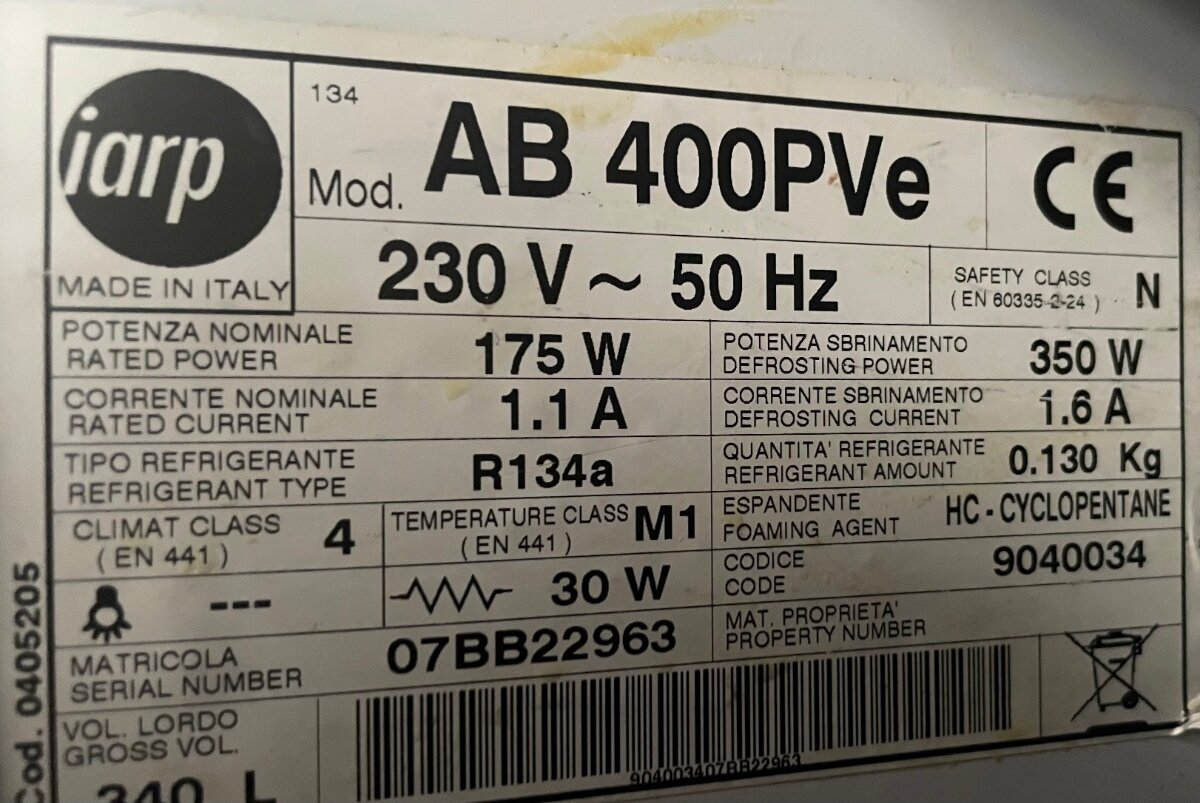 iarp
MADE IN ITALY
134
Mod. AB 400PVe
CE
230 V ~ 50 Hz
SAFETY CLASS
( EN 60335-2-24 )
N
POTENZA NOMINALE
RATED POWER
175 W
POTENZA SBRINAMENTO
DEFROSTING POWER
350 W
CORRENTE NOMINALE
RATED CURRENT
1.1 A
CORRENTE SBRINAMENTO
DEFROSTING CURRENT
1.6 A
TIPO REFRIGERANTE
REFRIGERANT TYPE
R134a
QUANTITA' REFRIGERANTE
REFRIGERANT AMOUNT
0.130 Kg
CLIMAT CLASS
( EN 441 )
4
TEMPERATURE CLASS
( EN 441 )
M1
ESPANDENTE
FOAMING AGENT
HC - CYCLOPENTANE
---
30 W
CODICE
CODE
9040034
MATRICOLA
SERIAL NUMBER
07BB22963
MAT. PROPRIETA'
PROPERTY NUMBER
VOL. LORDO
GROSS VOL.
340 L
904003407BB22963
Cod. 0405205